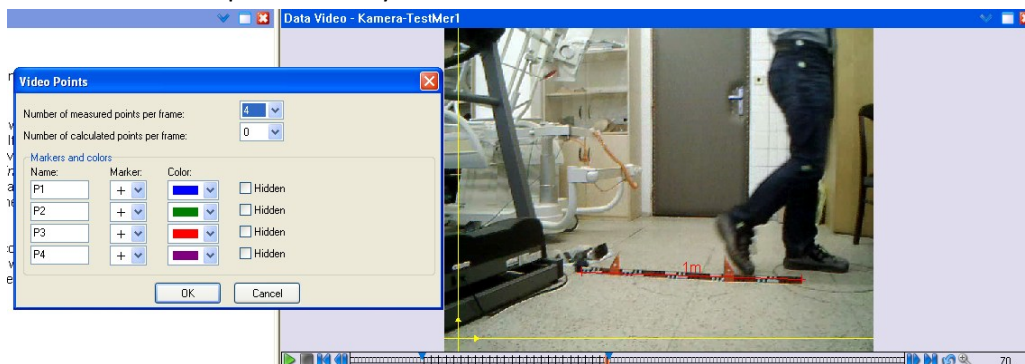 Data Video - Kamera-TestMer1
Video Points
Number of measured points per frame:
4
Number of calculated points per frame:
0
Markers and colors
Name:
Marker:
Color:
P1
+
Hidden
P2
+
Hidden
P3
+
Hidden
P4
+
Hidden
OK
Cancel
1m
70